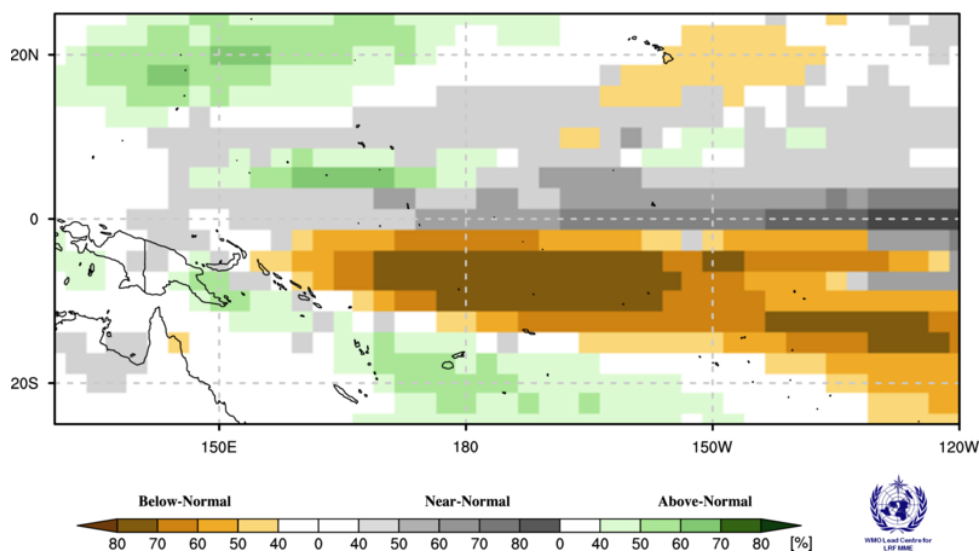 20N
0
20S
150E 180 150W 120W
Below-Normal Near-Normal Above-Normal
80 70 60 50 40 0 40 50 60 70 80 0 40 50 60 70 80 [%]
WMO Lead Centre for
LRF MME